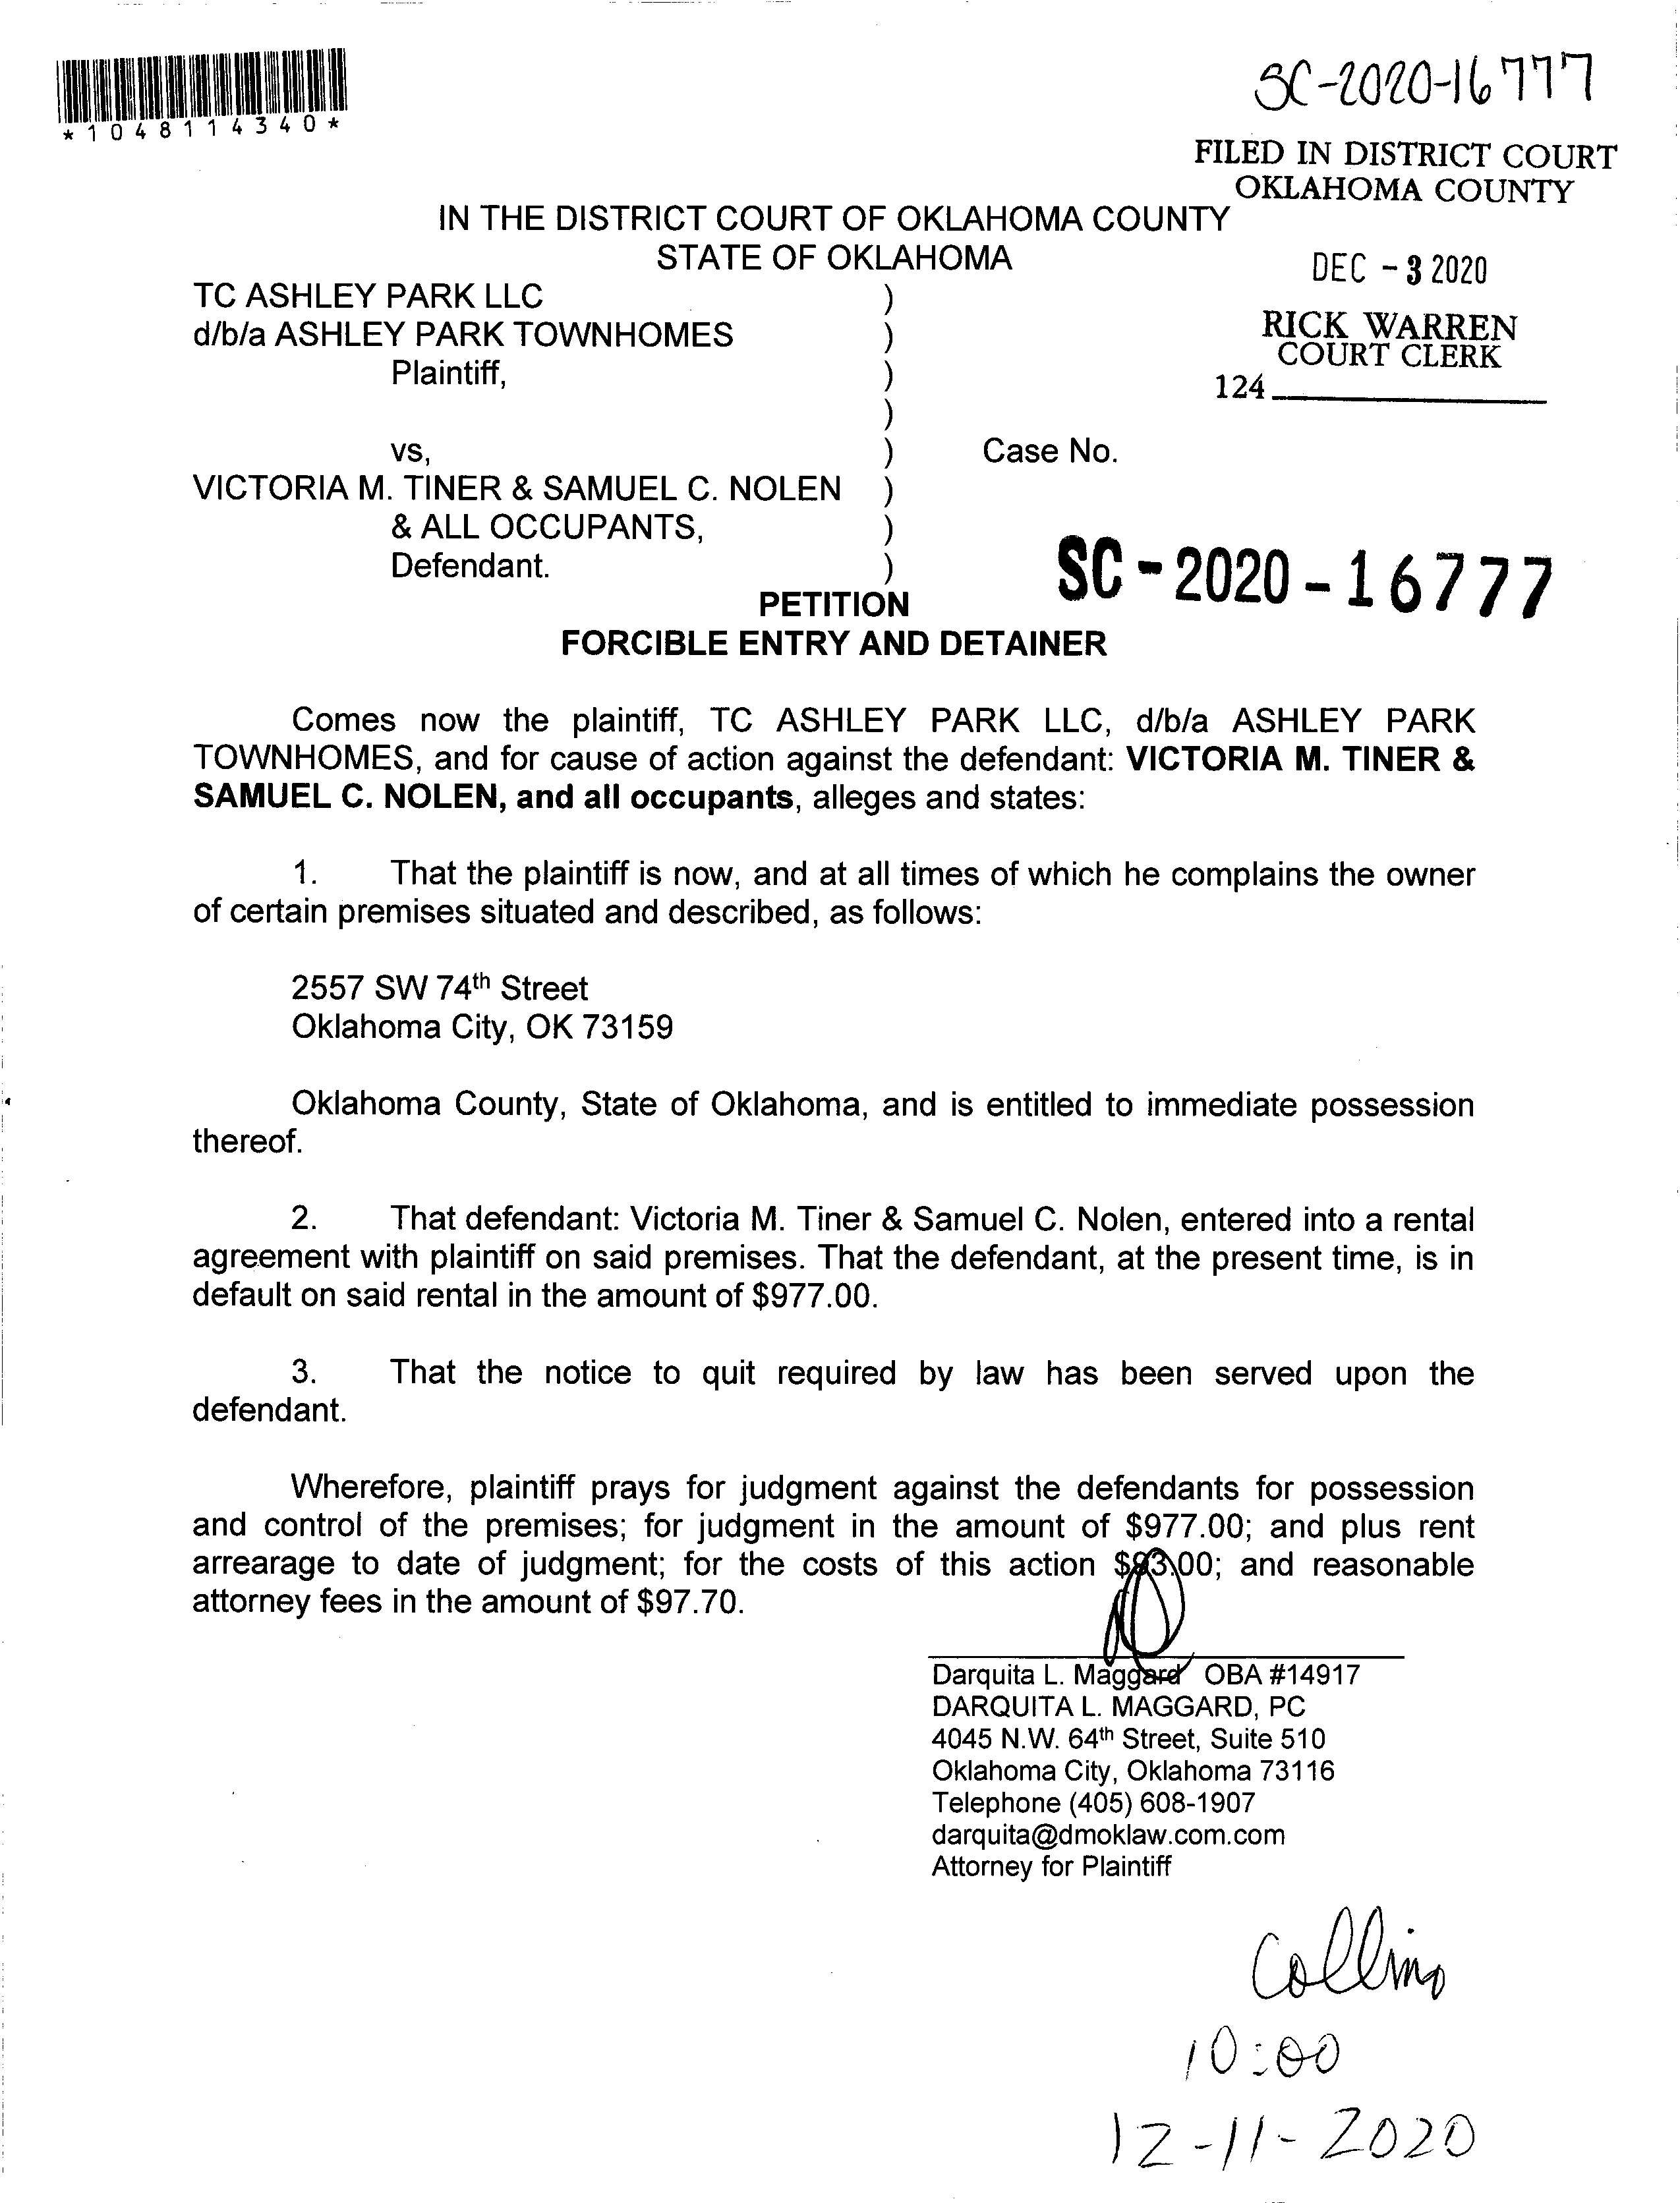 *1048114340*
SC-2020-16777
FILED IN DISTRICT COURT
OKLAHOMA COUNTY
DEC - 3 2020
RICK WARREN
COURT CLERK
124
IN THE DISTRICT COURT OF OKLAHOMA COUNTY
STATE OF OKLAHOMA
TC ASHLEY PARK LLC )
d/b/a ASHLEY PARK TOWNHOMES )
Plaintiff, )
)
vs, ) Case No.
VICTORIA M. TINER & SAMUEL C. NOLEN )
& ALL OCCUPANTS, )
Defendant. )
SC-2020-16777
PETITION
FORCIBLE ENTRY AND DETAINER
Comes now the plaintiff, TC ASHLEY PARK LLC, d/b/a ASHLEY PARK
TOWNHOMES, and for cause of action against the defendant: VICTORIA M. TINER &
SAMUEL C. NOLEN, and all occupants, alleges and states:
1. That the plaintiff is now, and at all times of which he complains the owner
of certain premises situated and described, as follows:
2557 SW 74th Street
Oklahoma City, OK 73159
Oklahoma County, State of Oklahoma, and is entitled to immediate possession
thereof.
2. That defendant: Victoria M. Tiner & Samuel C. Nolen, entered into a rental
agreement with plaintiff on said premises. That the defendant, at the present time, is in
default on said rental in the amount of $977.00.
3. That the notice to quit required by law has been served upon the
defendant.
Wherefore, plaintiff prays for judgment against the defendants for possession
and control of the premises; for judgment in the amount of $977.00; and plus rent
arrearage to date of judgment; for the costs of this action ; and reasonable
attorney fees in the amount of $97.70.
Darquita L. Maggard OBA #14917
DARQUITA L. MAGGARD, PC
4045 N.W. 64th Street, Suite 510
Oklahoma City, Oklahoma 73116
Telephone (405) 608-1907
darquita@dmoklaw.com.com
Attorney for Plaintiff
Collins
10:00
12-11-2020